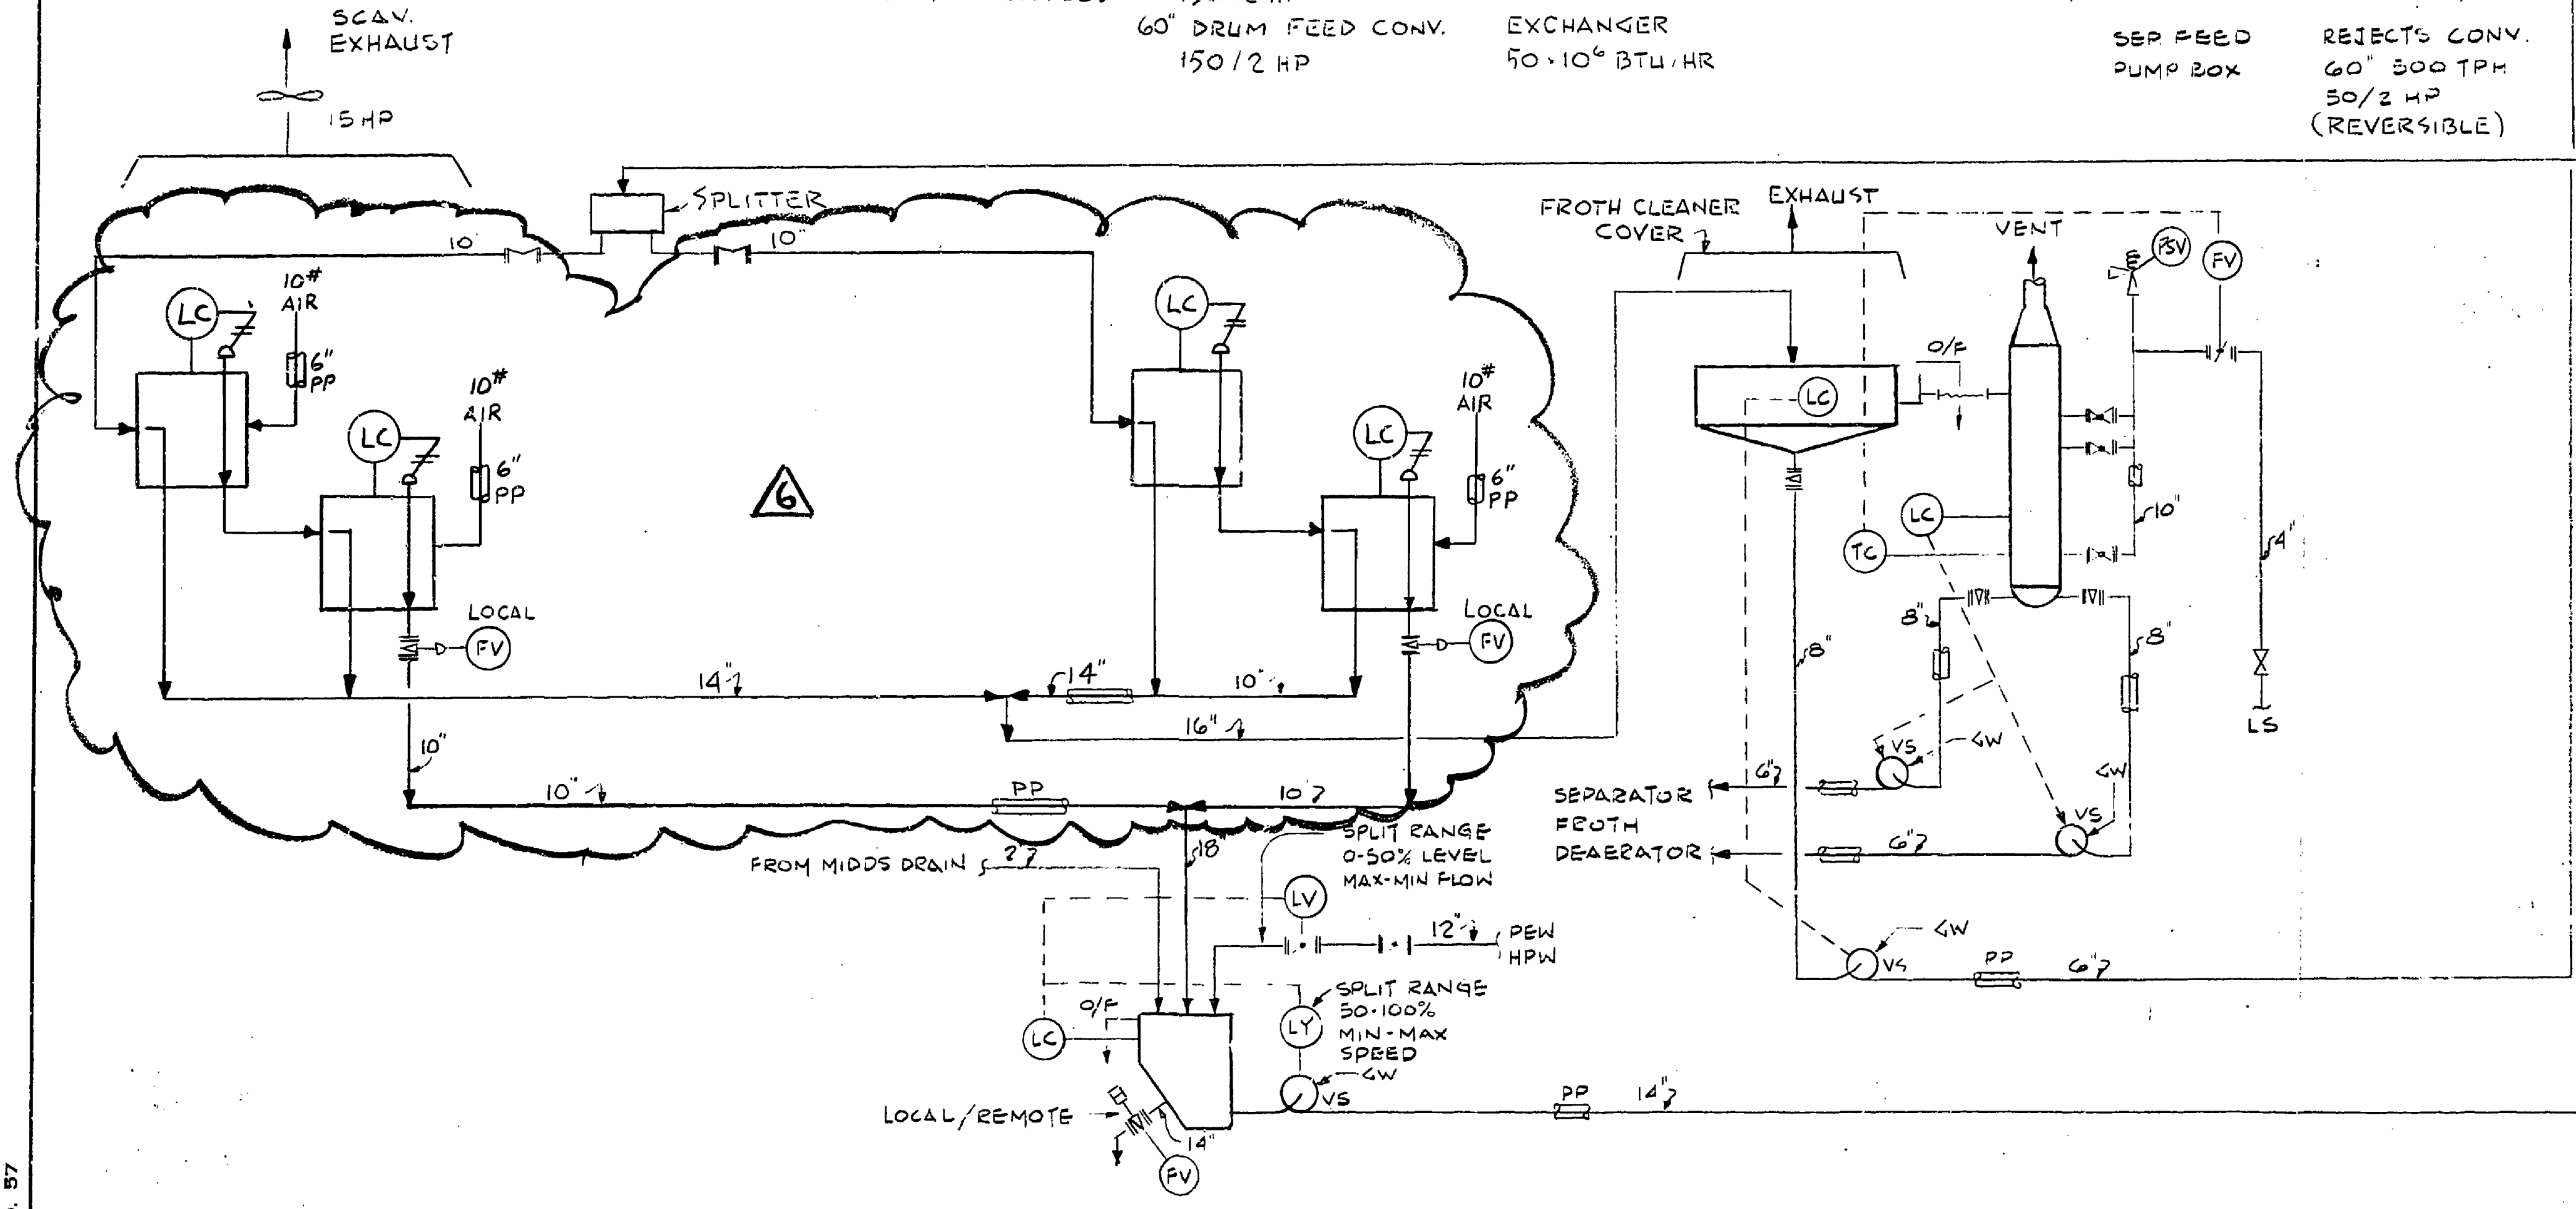 SCAV.
EXHAUST
15 HP
60" DRUM FEED CONV.
150/2 HP
EXCHANGER
50·10⁶ BTU/HR
SEP. FEED
PUMP BOX
REJECTS CONV.
60" 500 TPH
50/2 HP
(REVERSIBLE)
SPLITTER
10"
10"
10#
AIR
6"
PP
LC
10#
AIR
6"
PP
LC
LOCAL
FV
6
LC
10#
AIR
6"
PP
LC
LOCAL
FV
14"
14"
10"
16"
10"
10"
PP
10
FROTH CLEANER
COVER
EXHAUST
VENT
PSV
FV
O/F
LC
LC
TC
10"
4"
LS
8"
8"
8"
VS
GW
VS
GW
6"
SEPARATOR
FROTH
DEAERATOR
6"
FROM MIDDS DRAIN
2
18
SPLIT RANGE
0-50% LEVEL
MAX-MIN FLOW
LV
12"
PEW
HPW
GW
VS
PP
6"
O/F
LC
LY
SPLIT RANGE
50-100%
MIN-MAX
SPEED
GW
VS
PP
14"
LOCAL/REMOTE
14"
FV
57